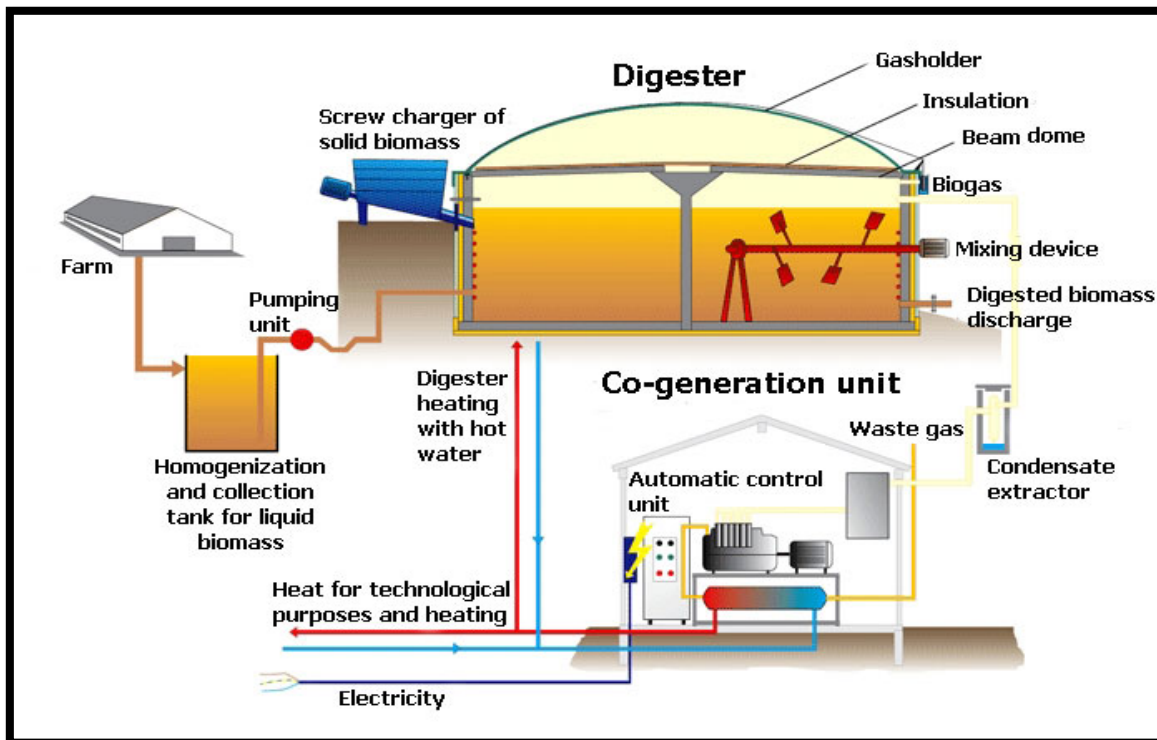 Digester
Gasholder
Insulation
Beam dome
Screw charger of
solid biomass
Biogas
Farm
Mixing device
Pumping
unit
Digested biomass
discharge
Digester
heating
with hot
water
Co-generation unit
Waste gas
Condensate
extractor
Homogenization
and collection
tank for liquid
biomass
Automatic control
unit
Heat for technological
purposes and heating
Electricity